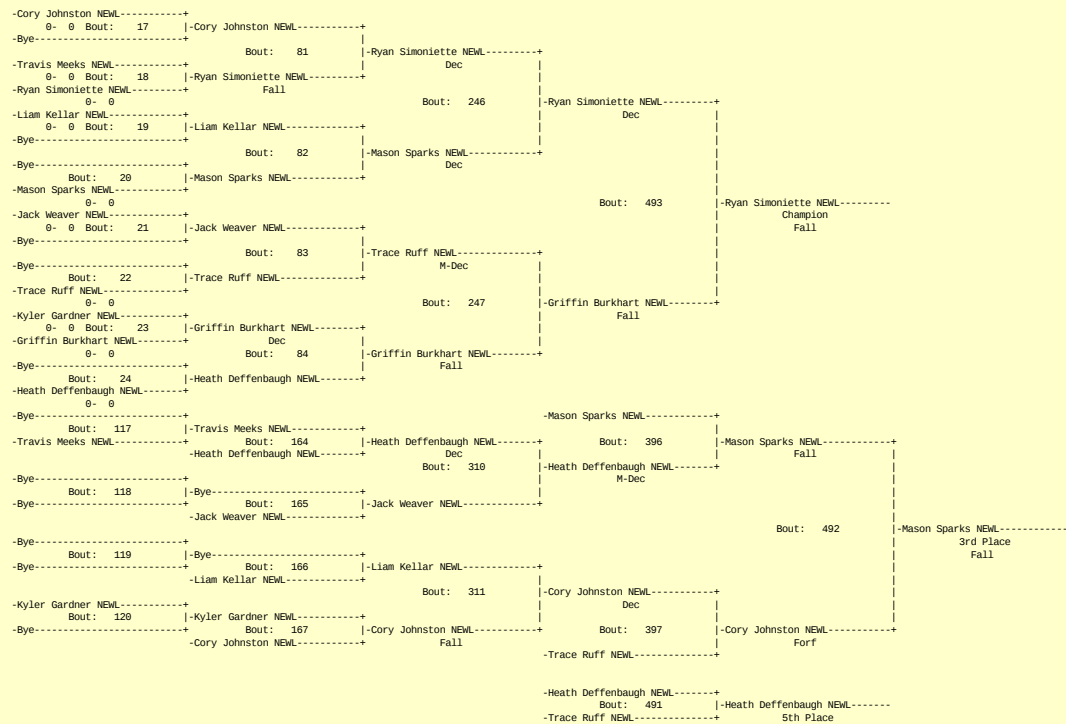 -Cory Johnston NEWL-----------+
0- 0 Bout: 17 |-Cory Johnston NEWL-----------+
-Bye-------------------------+ |
Bout: 81 |-Ryan Simoniette NEWL---------+
-Travis Meeks NEWL------------+ | Dec |
0- 0 Bout: 18 |-Ryan Simoniette NEWL---------+ |
-Ryan Simoniette NEWL---------+ Fall |
0- 0 Bout: 246 |-Ryan Simoniette NEWL---------+
-Liam Kellar NEWL-------------+ | Dec |
0- 0 Bout: 19 |-Liam Kellar NEWL-------------+ | |
-Bye-------------------------+ | | |
Bout: 82 |-Mason Sparks NEWL------------+ |
-Bye-------------------------+ | Dec |
Bout: 20 |-Mason Sparks NEWL------------+ |
-Mason Sparks NEWL------------+ |
0- 0 Bout: 493 |-Ryan Simoniette NEWL---------
-Jack Weaver NEWL-------------+ | Champion
0- 0 Bout: 21 |-Jack Weaver NEWL-------------+ | Fall
-Bye-------------------------+ | |
Bout: 83 |-Trace Ruff NEWL--------------+ |
-Bye-------------------------+ | M-Dec | |
Bout: 22 |-Trace Ruff NEWL--------------+ | |
-Trace Ruff NEWL--------------+ | |
0- 0 Bout: 247 |-Griffin Burkhart NEWL--------+
-Kyler Gardner NEWL-----------+ | Fall
0- 0 Bout: 23 |-Griffin Burkhart NEWL--------+ |
-Griffin Burkhart NEWL--------+ Dec | |
0- 0 Bout: 84 |-Griffin Burkhart NEWL--------+
-Bye-------------------------+ | Fall
Bout: 24 |-Heath Deffenbaugh NEWL-------+
-Heath Deffenbaugh NEWL-------+
0- 0
-Bye-------------------------+ -Mason Sparks NEWL------------+
Bout: 117 |-Travis Meeks NEWL------------+ |
-Travis Meeks NEWL------------+ Bout: 164 |-Heath Deffenbaugh NEWL-------+ Bout: 396 |-Mason Sparks NEWL------------+
-Heath Deffenbaugh NEWL-------+ Dec | | Fall |
Bout: 310 |-Heath Deffenbaugh NEWL-------+ |
-Bye-------------------------+ | M-Dec |
Bout: 118 |-Bye-------------------------+ | |
-Bye-------------------------+ Bout: 165 |-Jack Weaver NEWL-------------+ |
-Jack Weaver NEWL-------------+ |
Bout: 492 |-Mason Sparks NEWL------------
-Bye-------------------------+ | 3rd Place
Bout: 119 |-Bye-------------------------+ | Fall
-Bye-------------------------+ Bout: 166 |-Liam Kellar NEWL-------------+ |
-Liam Kellar NEWL-------------+ | |
Bout: 311 |-Cory Johnston NEWL-----------+ |
-Kyler Gardner NEWL-----------+ | Dec | |
Bout: 120 |-Kyler Gardner NEWL-----------+ | | |
-Bye-------------------------+ Bout: 167 |-Cory Johnston NEWL-----------+ Bout: 397 |-Cory Johnston NEWL-----------+
-Cory Johnston NEWL-----------+ Fall | Forf
-Trace Ruff NEWL--------------+
-Heath Deffenbaugh NEWL-------+
Bout: 491 |-Heath Deffenbaugh NEWL-------
-Trace Ruff NEWL--------------+ 5th Place